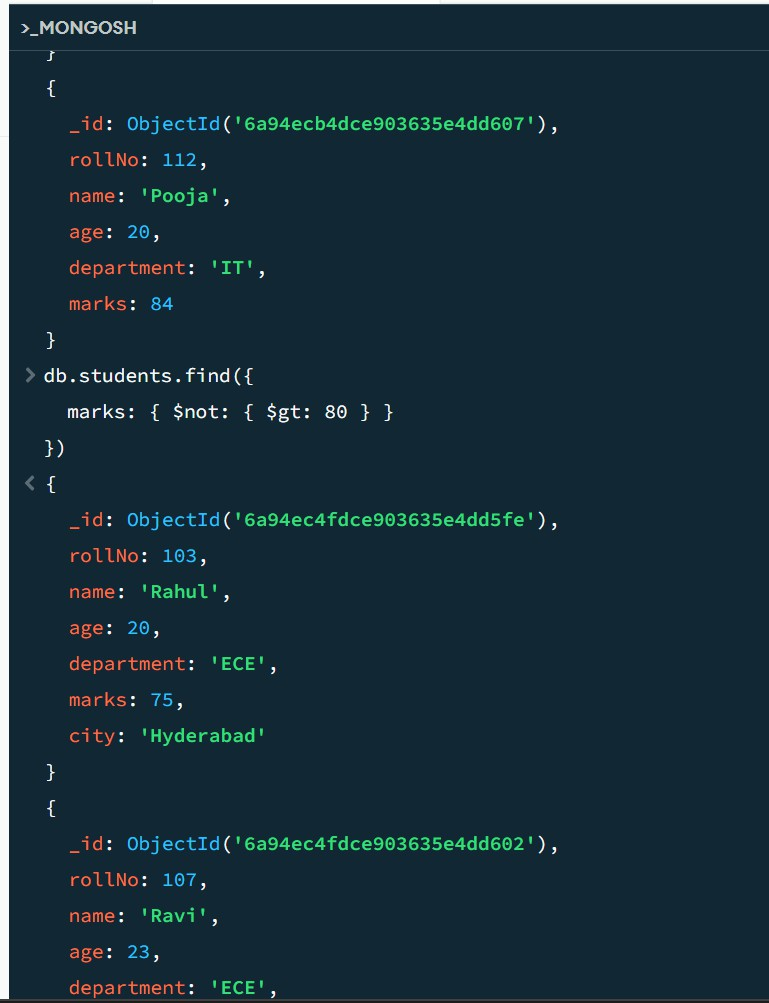 >_MONGOSH
}
{
_id: ObjectId('6a94ecb4dce903635e4dd607'),
rollNo: 112,
name: 'Pooja',
age: 20,
department: 'IT',
marks: 84
}
> db.students.find({
marks: { $not: { $gt: 80 } }
})
< {
_id: ObjectId('6a94ec4fdce903635e4dd5fe'),
rollNo: 103,
name: 'Rahul',
age: 20,
department: 'ECE',
marks: 75,
city: 'Hyderabad'
}
{
_id: ObjectId('6a94ec4fdce903635e4dd602'),
rollNo: 107,
name: 'Ravi',
age: 23,
department: 'ECE',